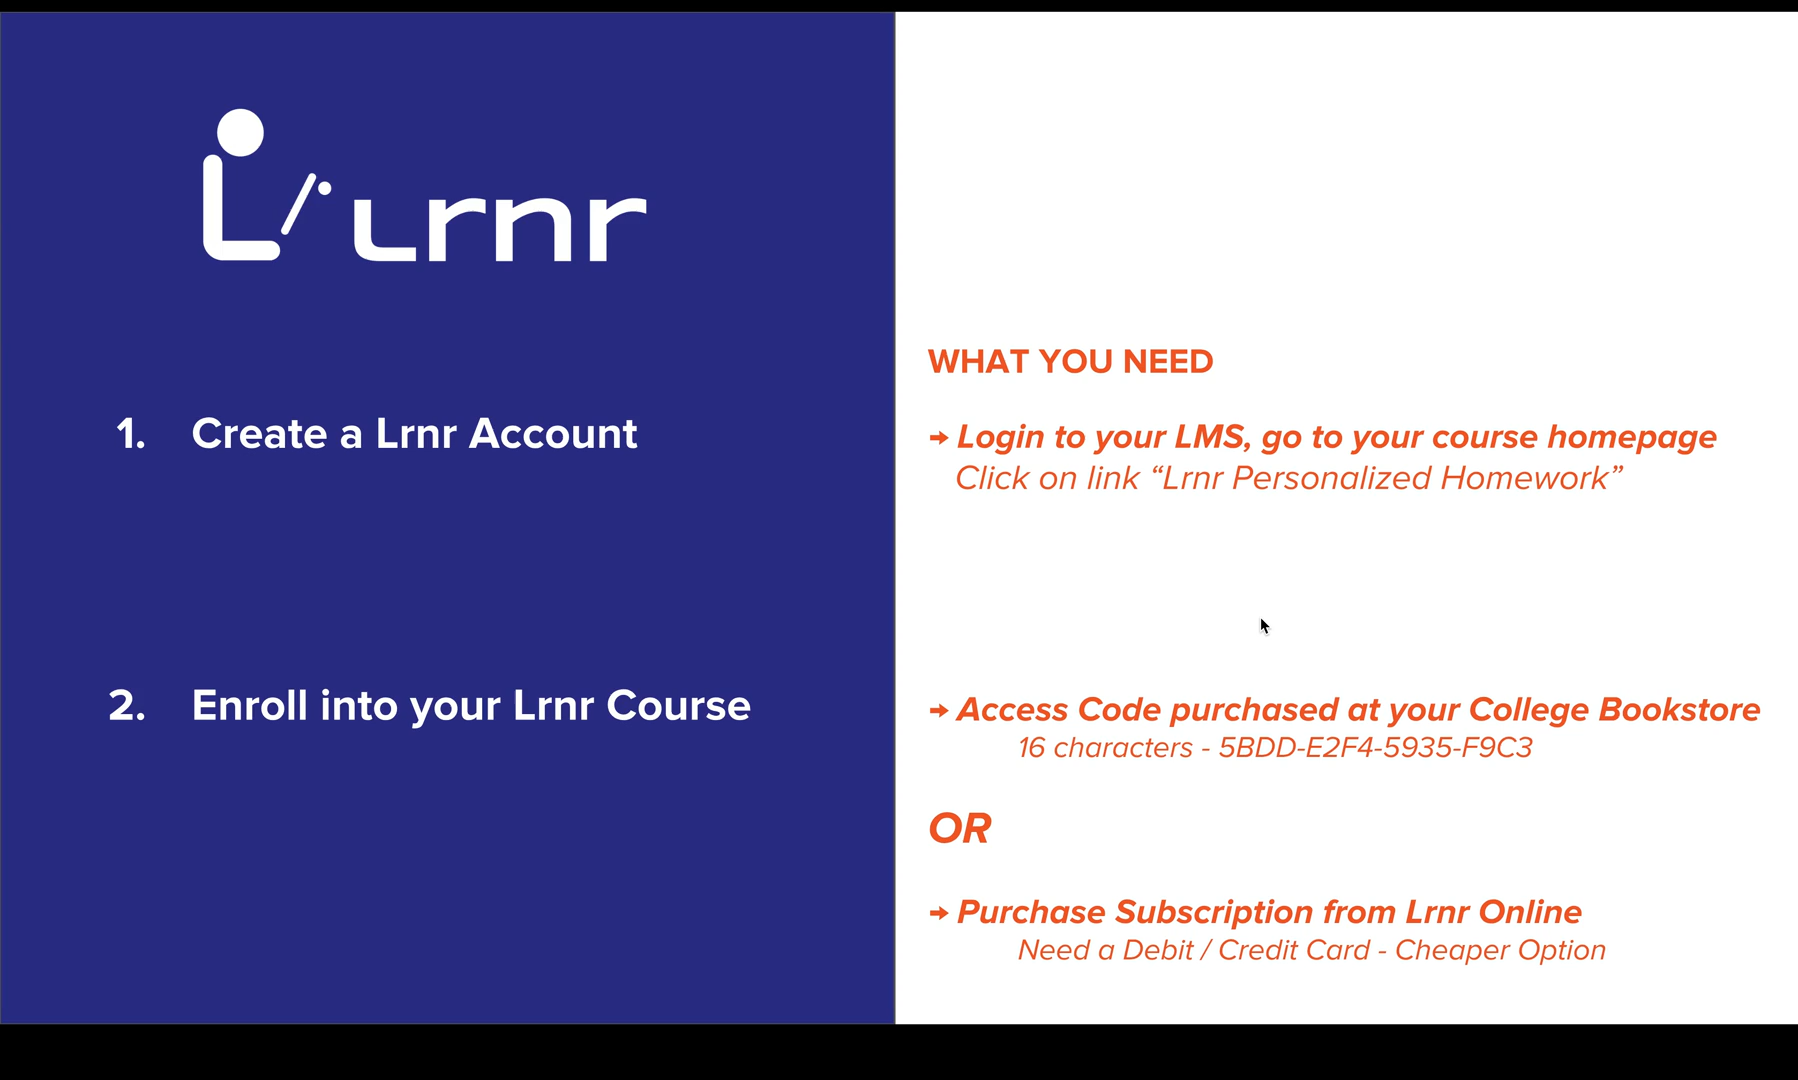 Lrnr
WHAT YOU NEED
1. Create a Lrnr Account
→ Login to your LMS, go to your course homepage
Click on link “Lrnr Personalized Homework”
2. Enroll into your Lrnr Course
→ Access Code purchased at your College Bookstore
16 characters - 5BDD-E2F4-5935-F9C3
OR
→ Purchase Subscription from Lrnr Online
Need a Debit / Credit Card - Cheaper Option